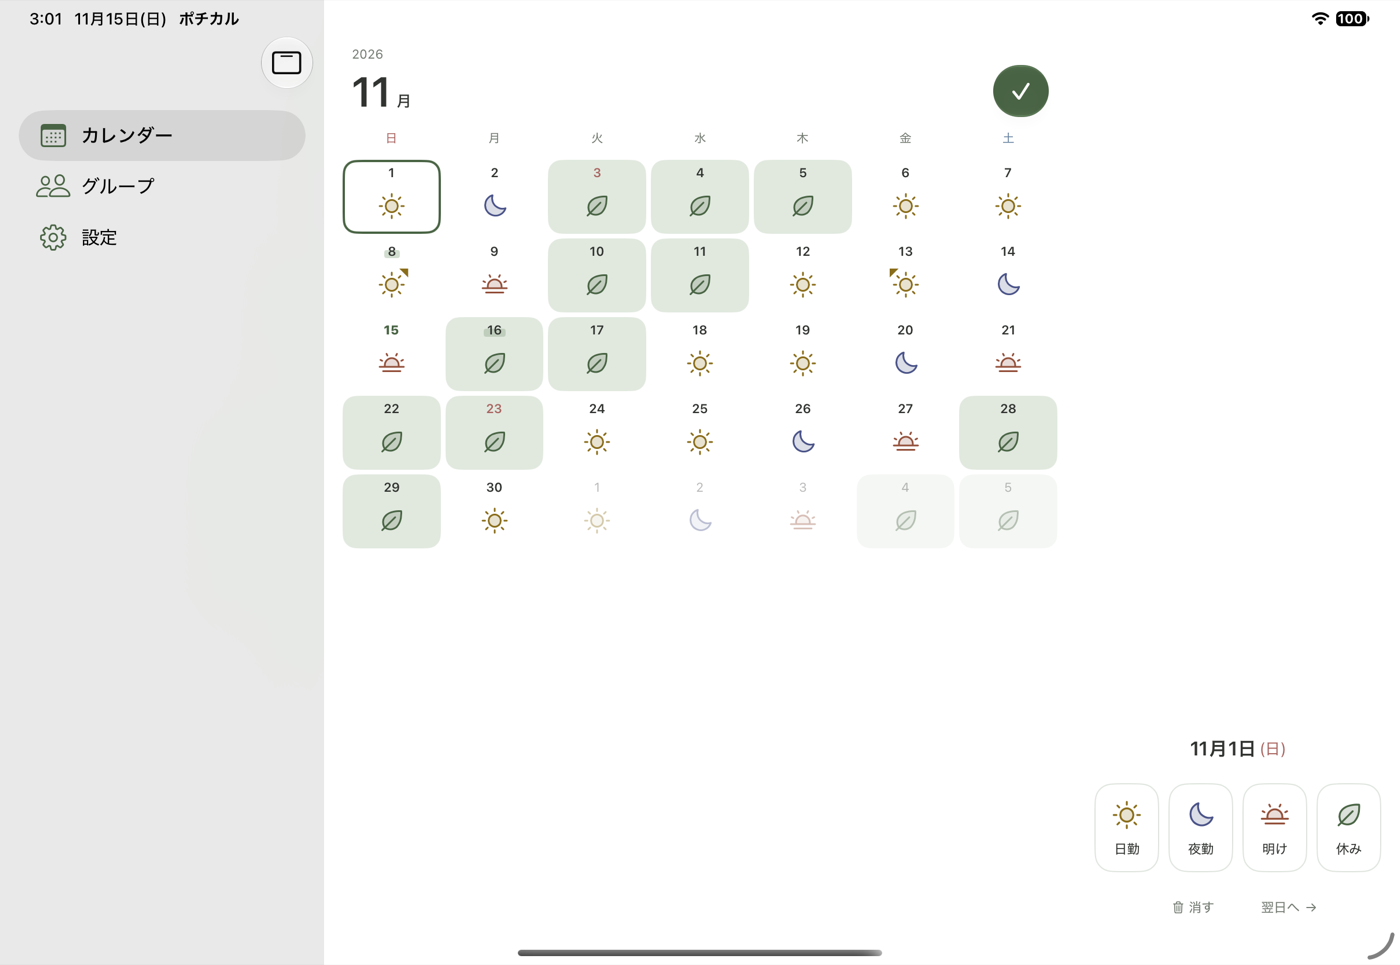 3:01 11月15日(日) ポチカル
100
カレンダー
グループ
設定
2026
11月
日 月 火 水 木 金 土
1 2 3 4 5 6 7
8 9 10 11 12 13 14
15 16 17 18 19 20 21
22 23 24 25 26 27 28
29 30 1 2 3 4 5
11月1日 (日)
日勤 夜勤 明け 休み
消す 翌日へ →